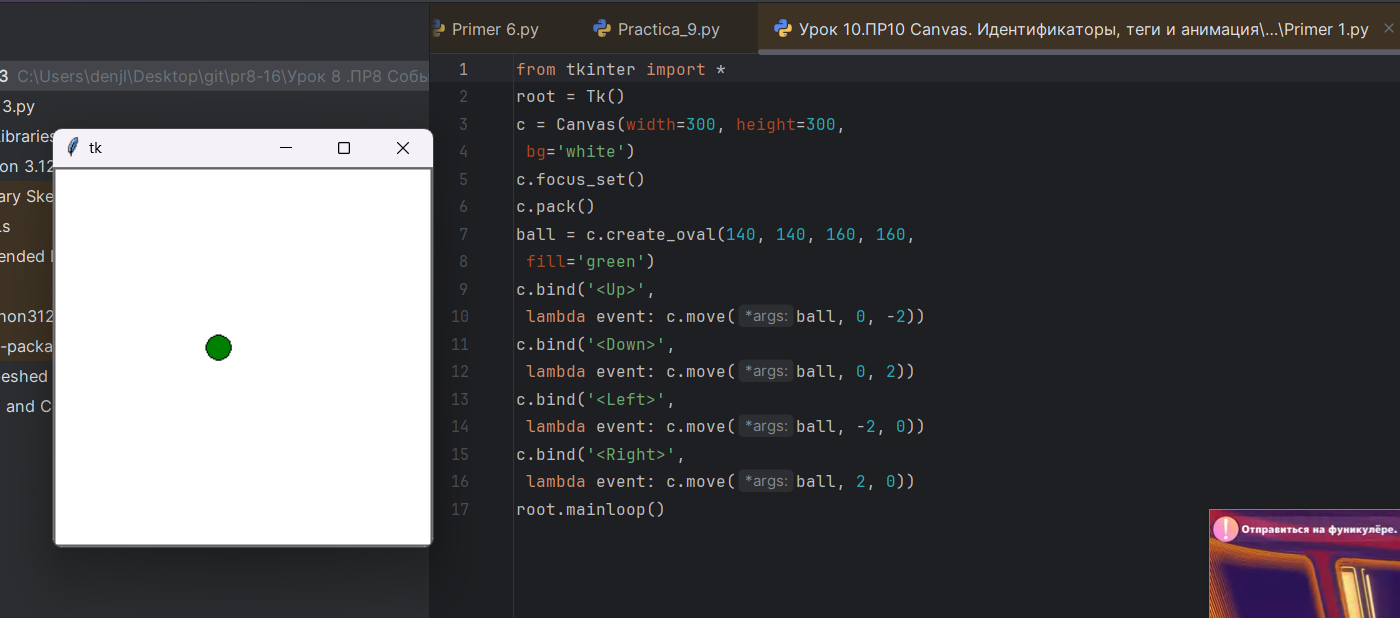 Primer 6.py
Practica_9.py
Урок 10.ПР10 Canvas. Идентификаторы, теги и анимация\...\Primer 1.py
3 C:\Users\denjl\Desktop\git\pr8-16\Урок 8 .ПР8 Собы
3.py
ibraries
on 3.12
ary Ske
.s
ended l
hon312
-packa
eshed
and C
tk
1 from tkinter import *
2 root = Tk()
3 c = Canvas(width=300, height=300,
4 bg='white')
5 c.focus_set()
6 c.pack()
7 ball = c.create_oval(140, 140, 160, 160,
8 fill='green')
9 c.bind('<Up>',
10 lambda event: c.move( *args: ball, 0, -2))
11 c.bind('<Down>',
12 lambda event: c.move( *args: ball, 0, 2))
13 c.bind('<Left>',
14 lambda event: c.move( *args: ball, -2, 0))
15 c.bind('<Right>',
16 lambda event: c.move( *args: ball, 2, 0))
17 root.mainloop()
Отправиться на фуникулёре.